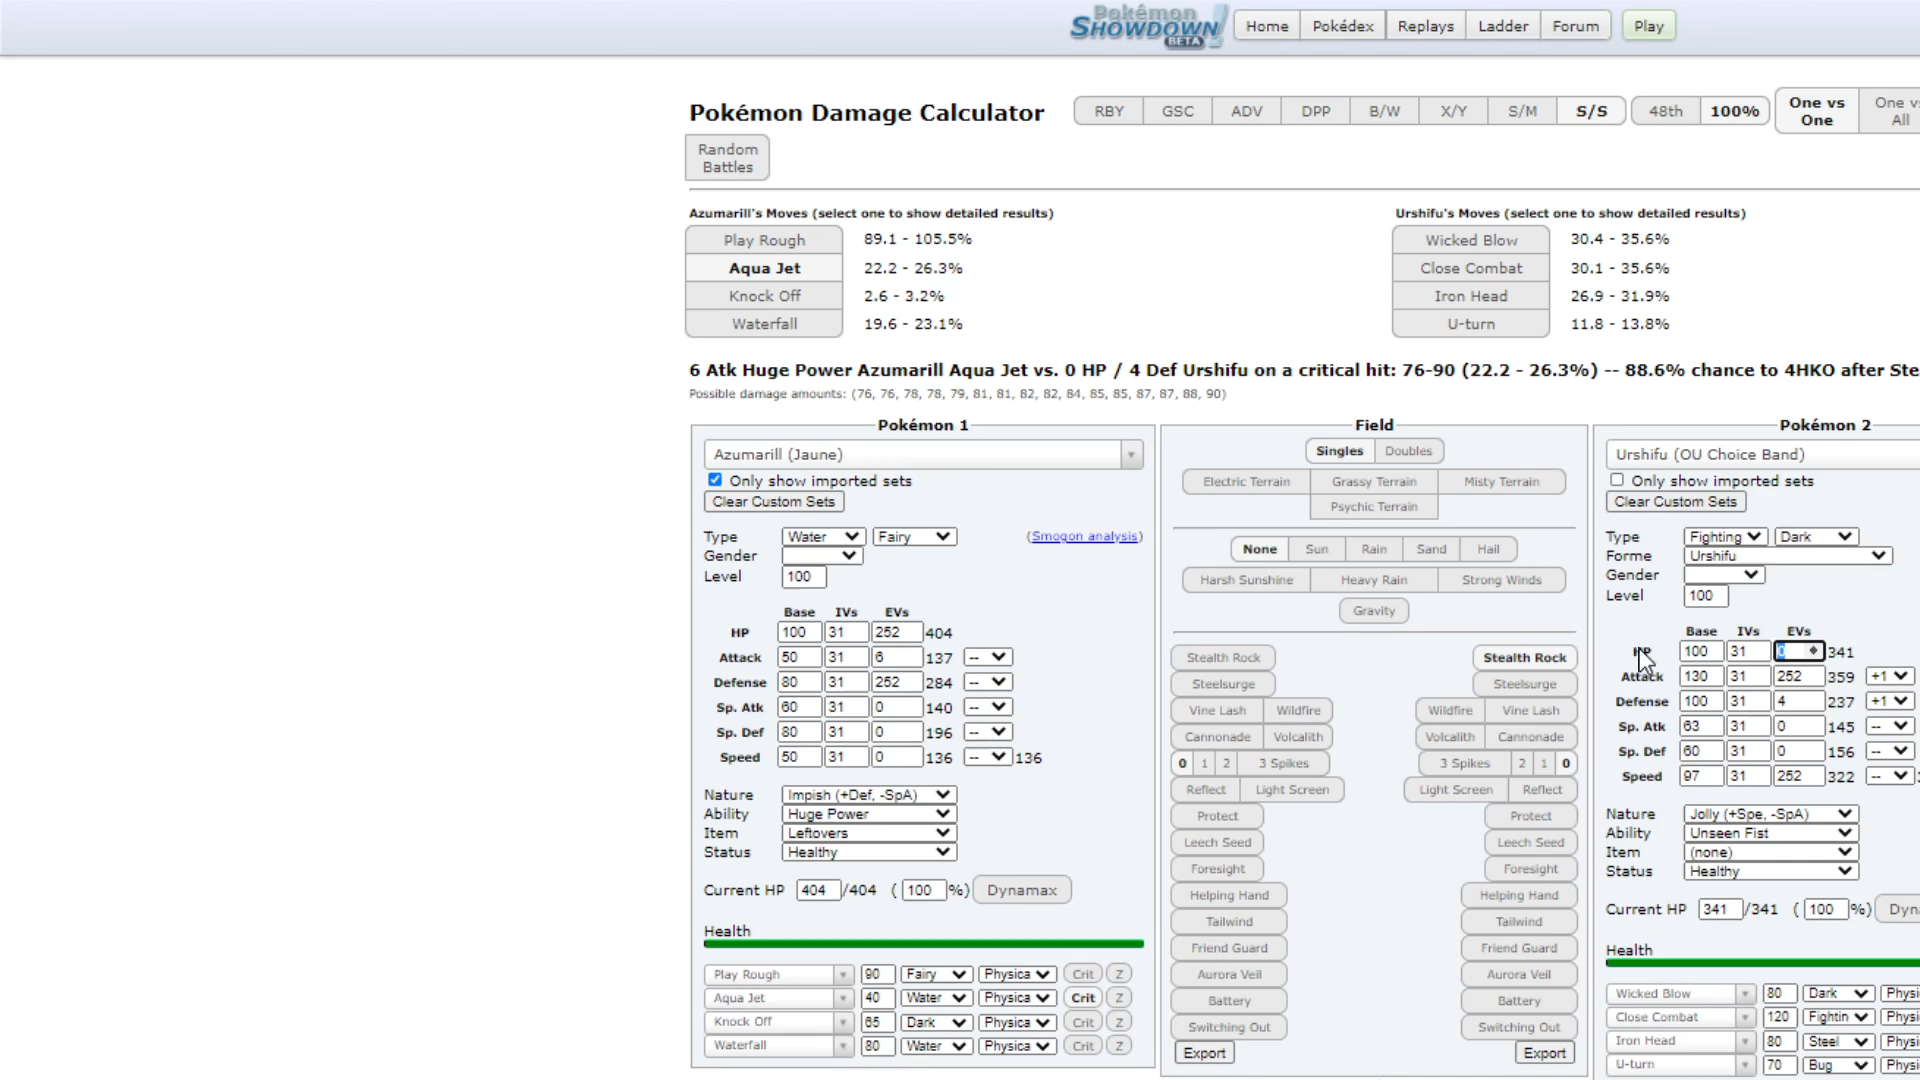 Pokémon
SHOWDOWN!
BETA
Home Pokédex Replays Ladder Forum Play
Pokémon Damage Calculator
RBY GSC ADV DPP B/W X/Y S/M S/S 48th 100% One vs One One vs All
Random Battles
Azumarill's Moves (select one to show detailed results)
Play Rough 89.1 - 105.5%
Aqua Jet 22.2 - 26.3%
Knock Off 2.6 - 3.2%
Waterfall 19.6 - 23.1%
Urshifu's Moves (select one to show detailed results)
Wicked Blow 30.4 - 35.6%
Close Combat 30.1 - 35.6%
Iron Head 26.9 - 31.9%
U-turn 11.8 - 13.8%
6 Atk Huge Power Azumarill Aqua Jet vs. 0 HP / 4 Def Urshifu on a critical hit: 76-90 (22.2 - 26.3%) -- 88.6% chance to 4HKO after Ste
Possible damage amounts: (76, 76, 78, 78, 79, 81, 81, 82, 82, 84, 85, 85, 87, 87, 88, 90)
Pokémon 1
Azumarill (Jaune)
Only show imported sets
Clear Custom Sets
Type Water Fairy (Smogon analysis)
Gender
Level 100
Base IVs EVs
HP 100 31 252 404
Attack 50 31 6 137 --
Defense 80 31 252 284 --
Sp. Atk 60 31 0 140 --
Sp. Def 80 31 0 196 --
Speed 50 31 0 136 -- 136
Nature Impish (+Def, -SpA)
Ability Huge Power
Item Leftovers
Status Healthy
Current HP 404 /404 ( 100 %) Dynamax
Health
Play Rough 90 Fairy Physica Crit Z
Aqua Jet 40 Water Physica Crit Z
Knock Off 65 Dark Physica Crit Z
Waterfall 80 Water Physica Crit Z
Field
Singles Doubles
Electric Terrain Grassy Terrain Misty Terrain
Psychic Terrain
None Sun Rain Sand Hail
Harsh Sunshine Heavy Rain Strong Winds
Gravity
Stealth Rock Stealth Rock
Steelsurge Steelsurge
Vine Lash Wildfire Wildfire Vine Lash
Cannonade Volcalith Volcalith Cannonade
0 1 2 3 Spikes 3 Spikes 2 1 0
Reflect Light Screen Light Screen Reflect
Protect Protect
Leech Seed Leech Seed
Foresight Foresight
Helping Hand Helping Hand
Tailwind Tailwind
Friend Guard Friend Guard
Aurora Veil Aurora Veil
Battery Battery
Switching Out Switching Out
Export Export
Pokémon 2
Urshifu (OU Choice Band)
Only show imported sets
Clear Custom Sets
Type Fighting Dark
Forme Urshifu
Gender
Level 100
Base IVs EVs
HP 100 31 0 341
Attack 130 31 252 359 +1
Defense 100 31 4 237 +1
Sp. Atk 63 31 0 145 --
Sp. Def 60 31 0 156 --
Speed 97 31 252 322 --
Nature Jolly (+Spe, -SpA)
Ability Unseen Fist
Item (none)
Status Healthy
Current HP 341 /341 ( 100 %) Dyn
Health
Wicked Blow 80 Dark Physi
Close Combat 120 Fightin Physi
Iron Head 80 Steel Physi
U-turn 70 Bug Physi